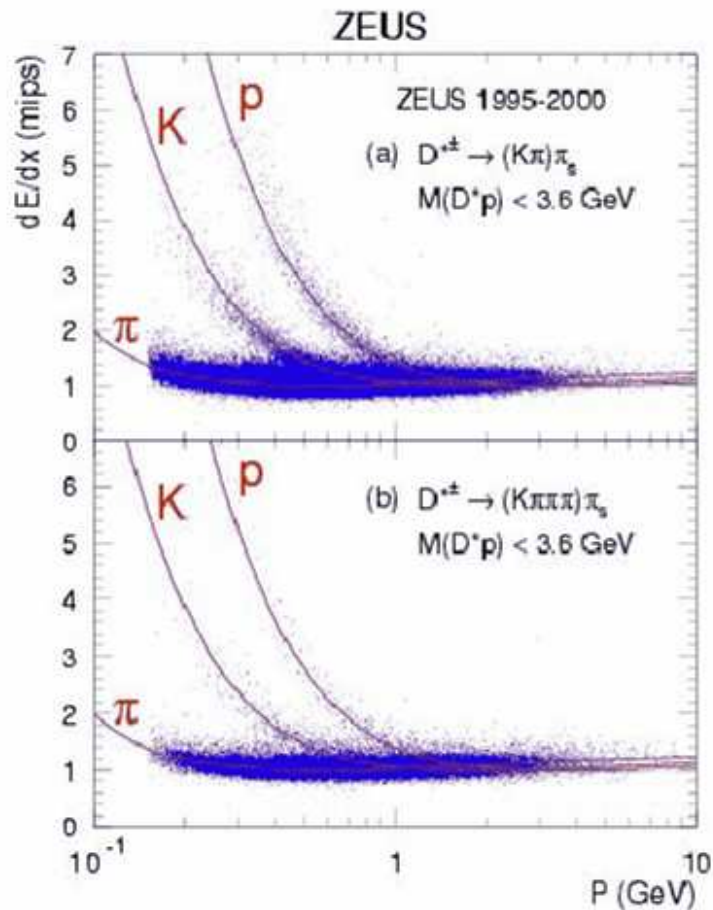 ZEUS
7
6
5
4
3
2
1
0
dE/dx (mips)
K
p
π
ZEUS 1995-2000
(a) D*± → (Kπ)πs
M(D*p) < 3.6 GeV
6
5
4
3
2
1
0
K
p
π
(b) D*± → (Kπππ)πs
M(D*p) < 3.6 GeV
10⁻¹
1
10
P (GeV)